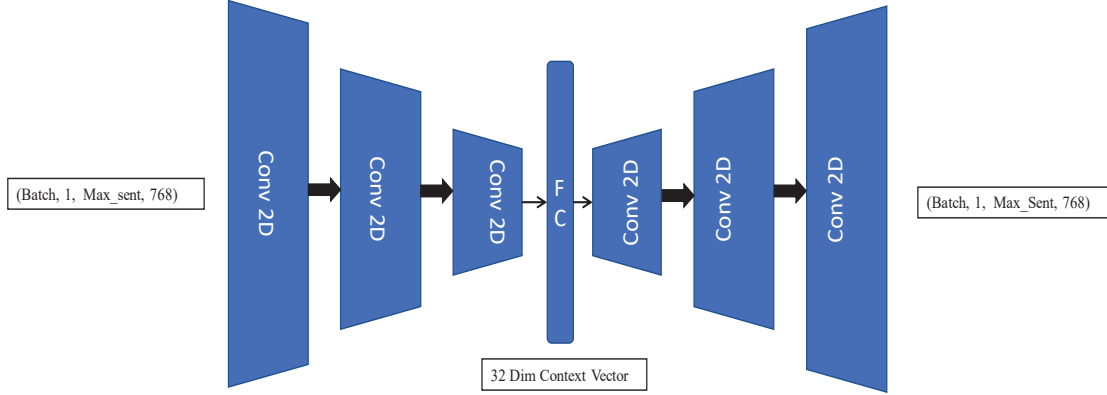 (Batch, 1, Max_sent, 768)
Conv 2D
Conv 2D
Conv 2D
F
C
Conv 2D
Conv 2D
Conv 2D
(Batch, 1, Max_Sent, 768)
32 Dim Context Vector